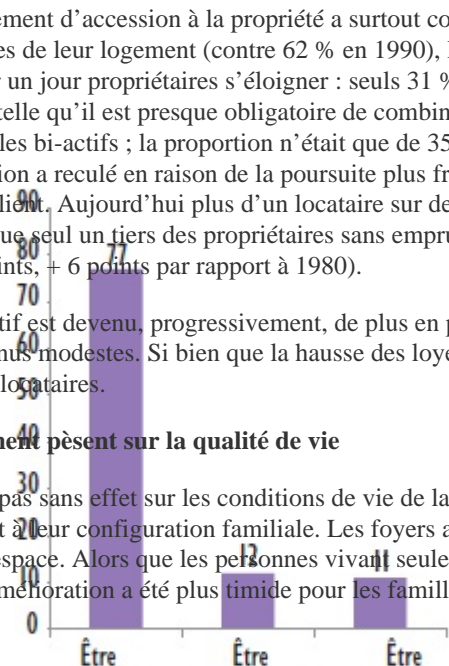 ement d'accession à la propriété a surtout co
es de leur logement (contre 62 % en 1990),
r un jour propriétaires s'éloigner : seuls 31 %
telle qu'il est presque obligatoire de combin
les bi-actifs ; la proportion n'était que de 35
ion a reculé en raison de la poursuite plus fr
90
lient. Aujourd'hui plus d'un locataire sur de
ue seul un tiers des propriétaires sans empru
80
77
ints, + 6 points par rapport à 1980).
70
tif est devenu, progressivement, de plus en p
60
nus modestes. Si bien que la hausse des loye
50
locataires.
ment pèsent sur la qualité de vie
30
pas sans effet sur les conditions de vie de la
20
t à leur configuration familiale. Les foyers a
12
11
espace. Alors que les personnes vivant seule
10
mélioration a été plus timide pour les famill
0
Être Être Être